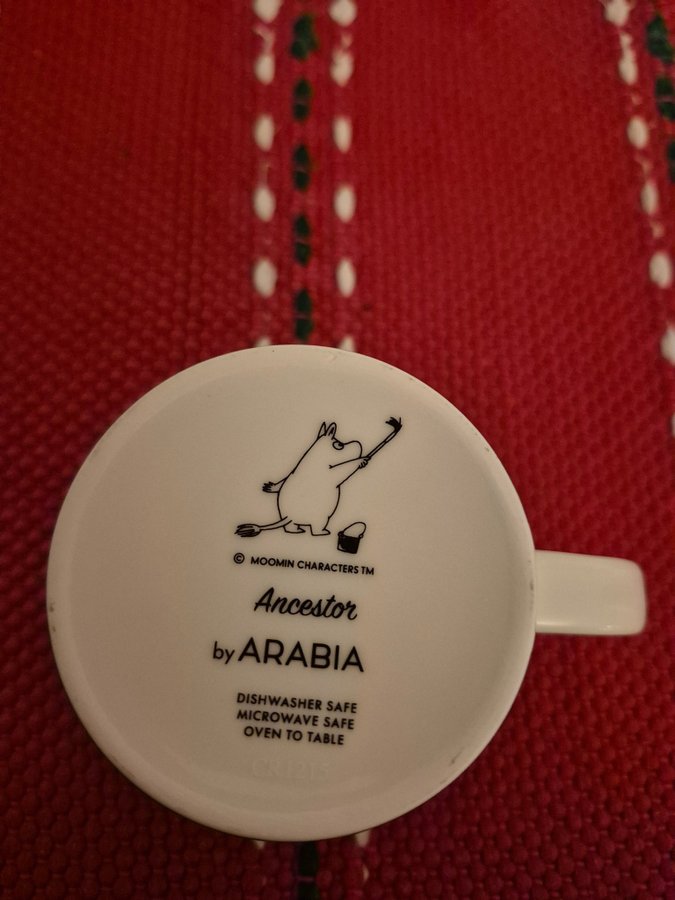 © MOOMIN CHARACTERS TM
Ancestor
by ARABIA
DISHWASHER SAFE
MICROWAVE SAFE
OVEN TO TABLE